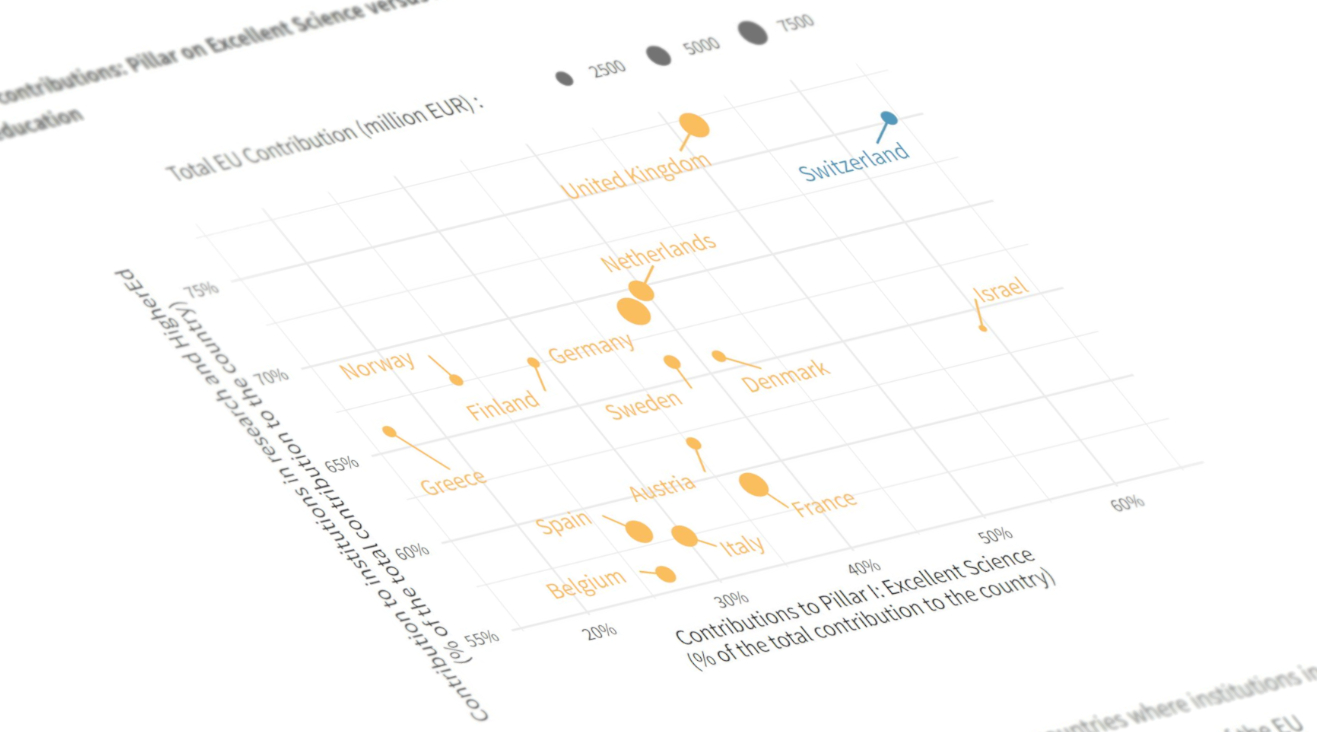 contributions: Pillar on Excellent Science versus
education
Total EU Contribution (million EUR) :
2500
5000
7500
United Kingdom
Switzerland
Netherlands
Israel
Norway
Germany
Finland
Sweden
Denmark
Greece
Austria
France
Spain
Italy
Belgium
75%
70%
65%
60%
55%
20%
30%
40%
50%
60%
Contribution to institutions in research and HigherEd
(% of the total contribution to the country)
Contributions to Pillar I: Excellent Science
(% of the total contribution to the country)
countries where institutions in
of the EU